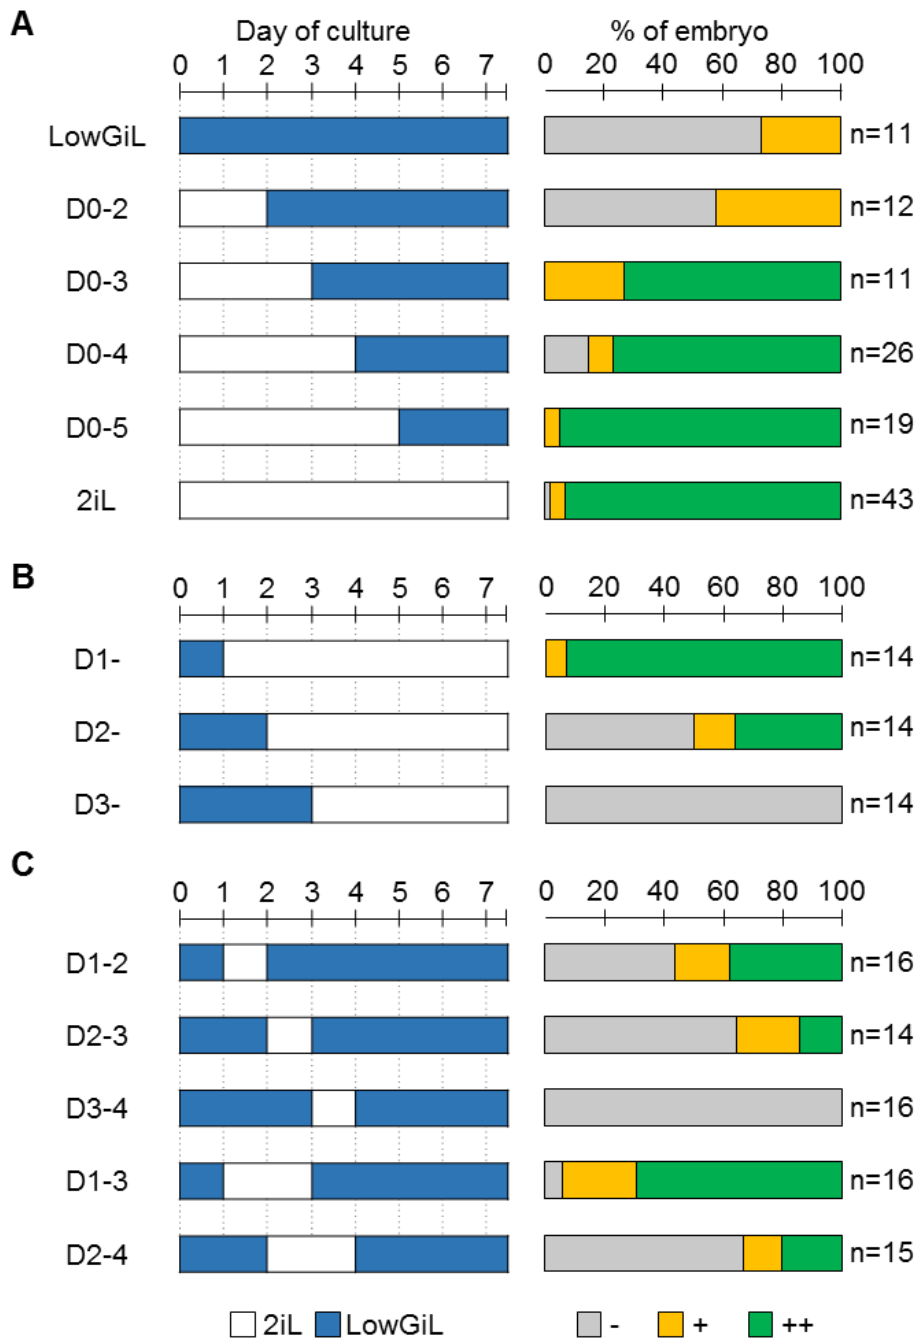 A
Day of culture % of embryo
0 1 2 3 4 5 6 7 0 20 40 60 80 100
LowGiL n=11
D0-2 n=12
D0-3 n=11
D0-4 n=26
D0-5 n=19
2iL n=43
B
0 1 2 3 4 5 6 7 0 20 40 60 80 100
D1- n=14
D2- n=14
D3- n=14
C
0 1 2 3 4 5 6 7 0 20 40 60 80 100
D1-2 n=16
D2-3 n=14
D3-4 n=16
D1-3 n=16
D2-4 n=15
2iL LowGiL - + ++